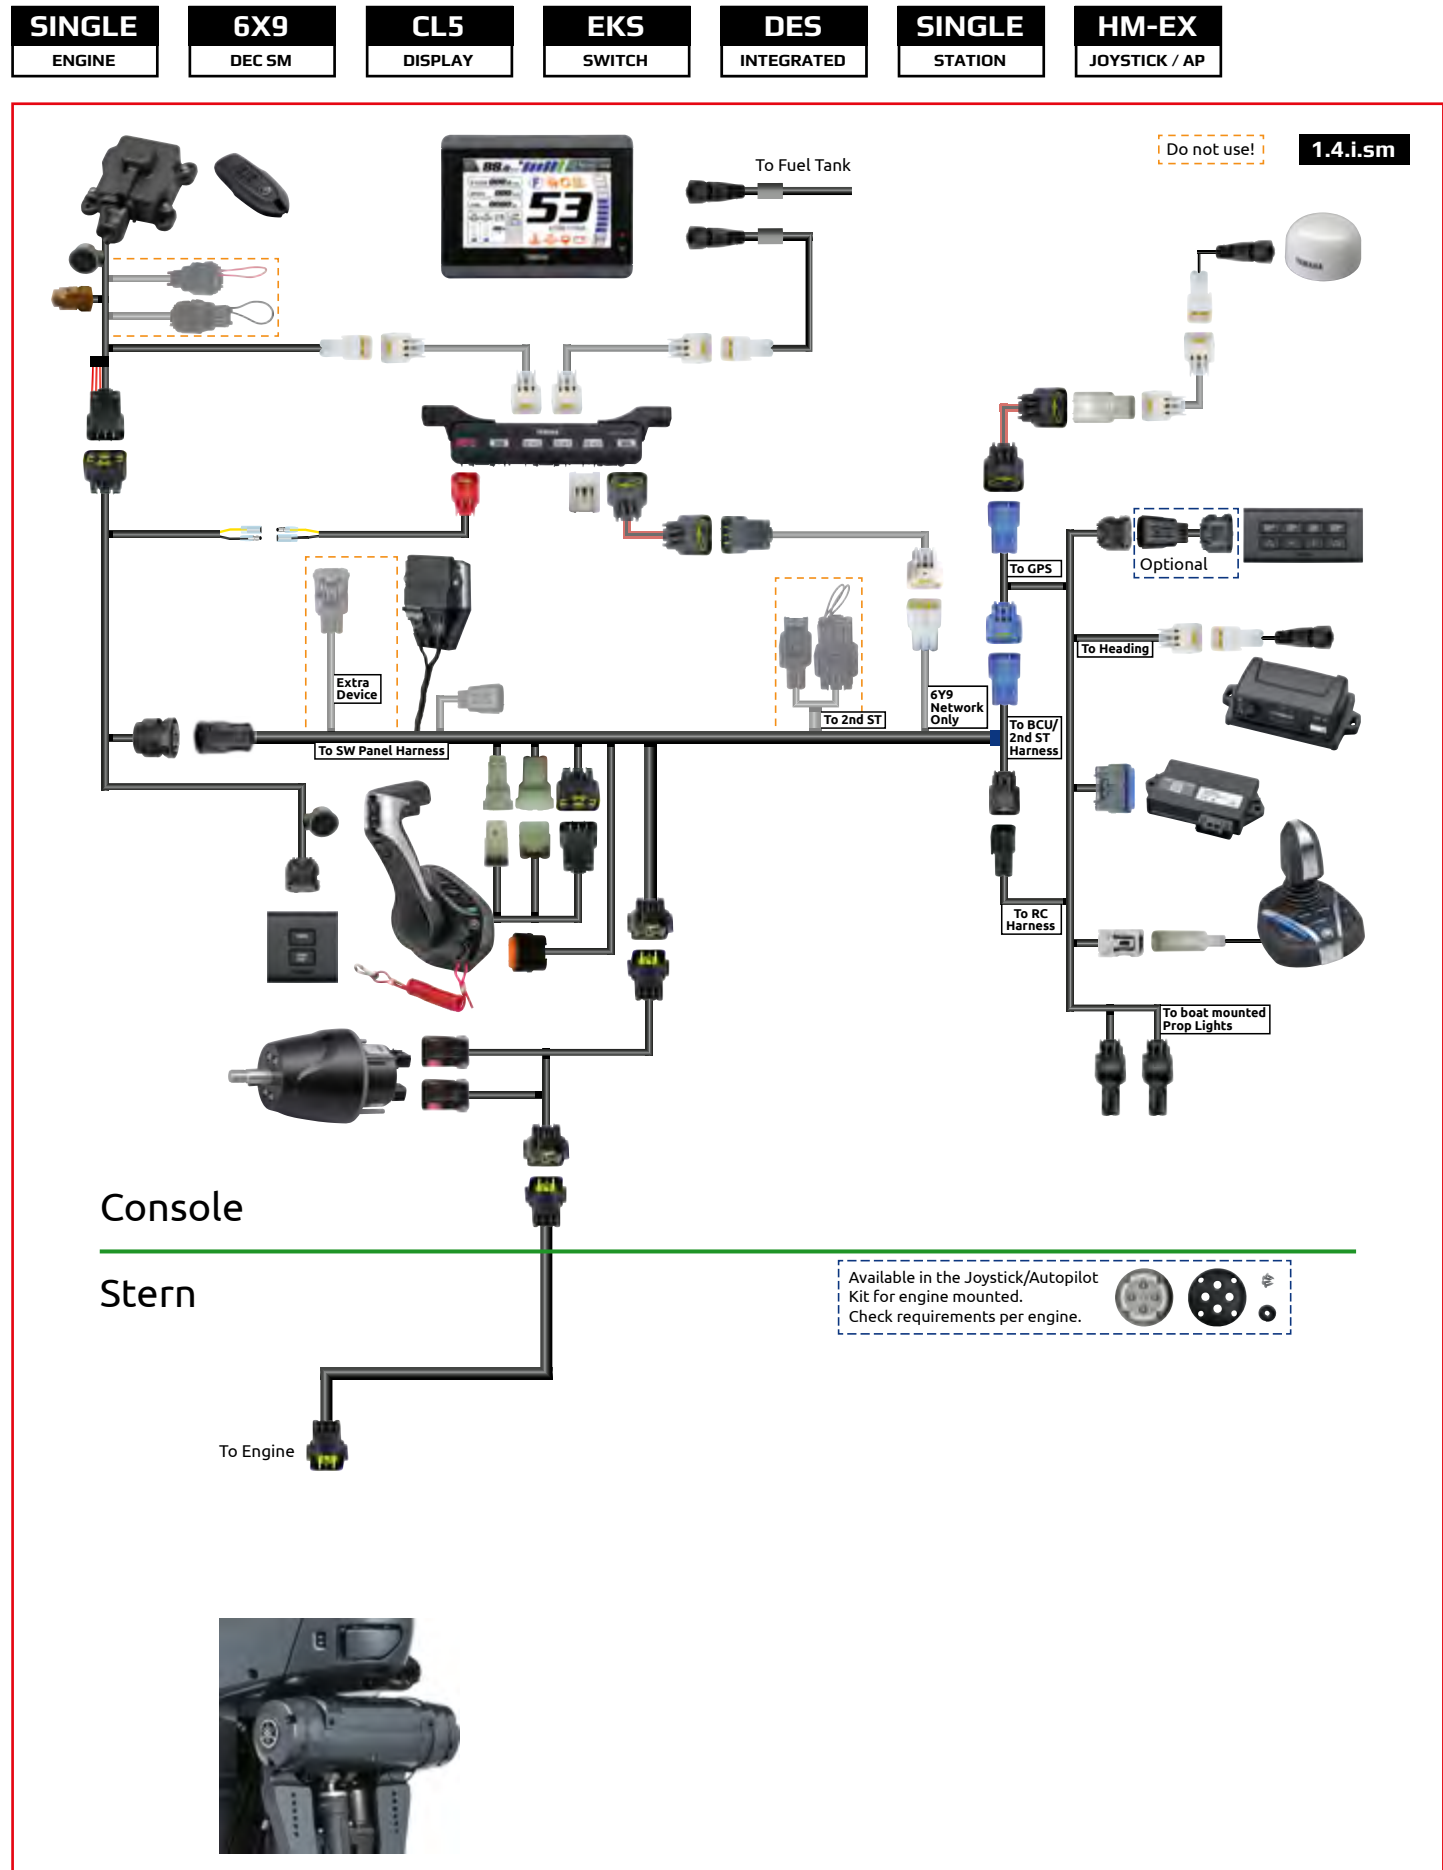 SINGLE
ENGINE
6X9
DEC SM
CL5
DISPLAY
EKS
SWITCH
DES
INTEGRATED
SINGLE
STATION
HM-EX
JOYSTICK / AP
Do not use!
1.4.i.sm
To Fuel Tank
53
YAMAHA
Optional
To GPS
To Heading
Extra
Device
To 2nd ST
6Y9
Network
Only
To BCU/
2nd ST
Harness
To SW Panel Harness
To RC
Harness
To boat mounted
Prop Lights
Console
Stern
Available in the Joystick/Autopilot
Kit for engine mounted.
Check requirements per engine.
To Engine